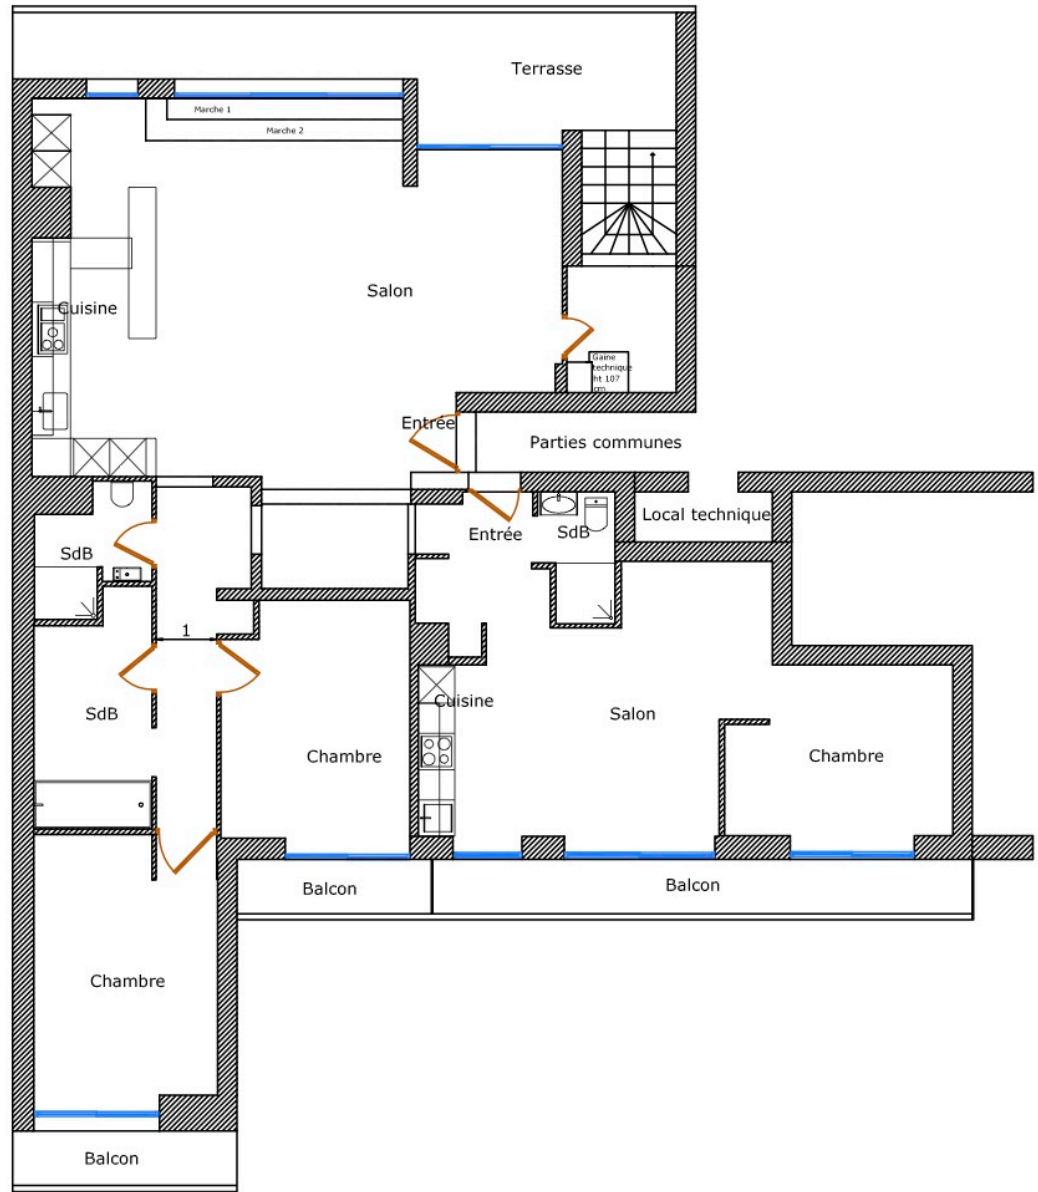 Terrasse
Marche 1
Marche 2
Salon
Cuisine
Gaine
technique
ht 107
cm
Entrée
Parties communes
Local technique
Entrée
SdB
SdB
1
Cuisine
SdB
Salon
Chambre
Chambre
Balcon
Balcon
Chambre
Balcon